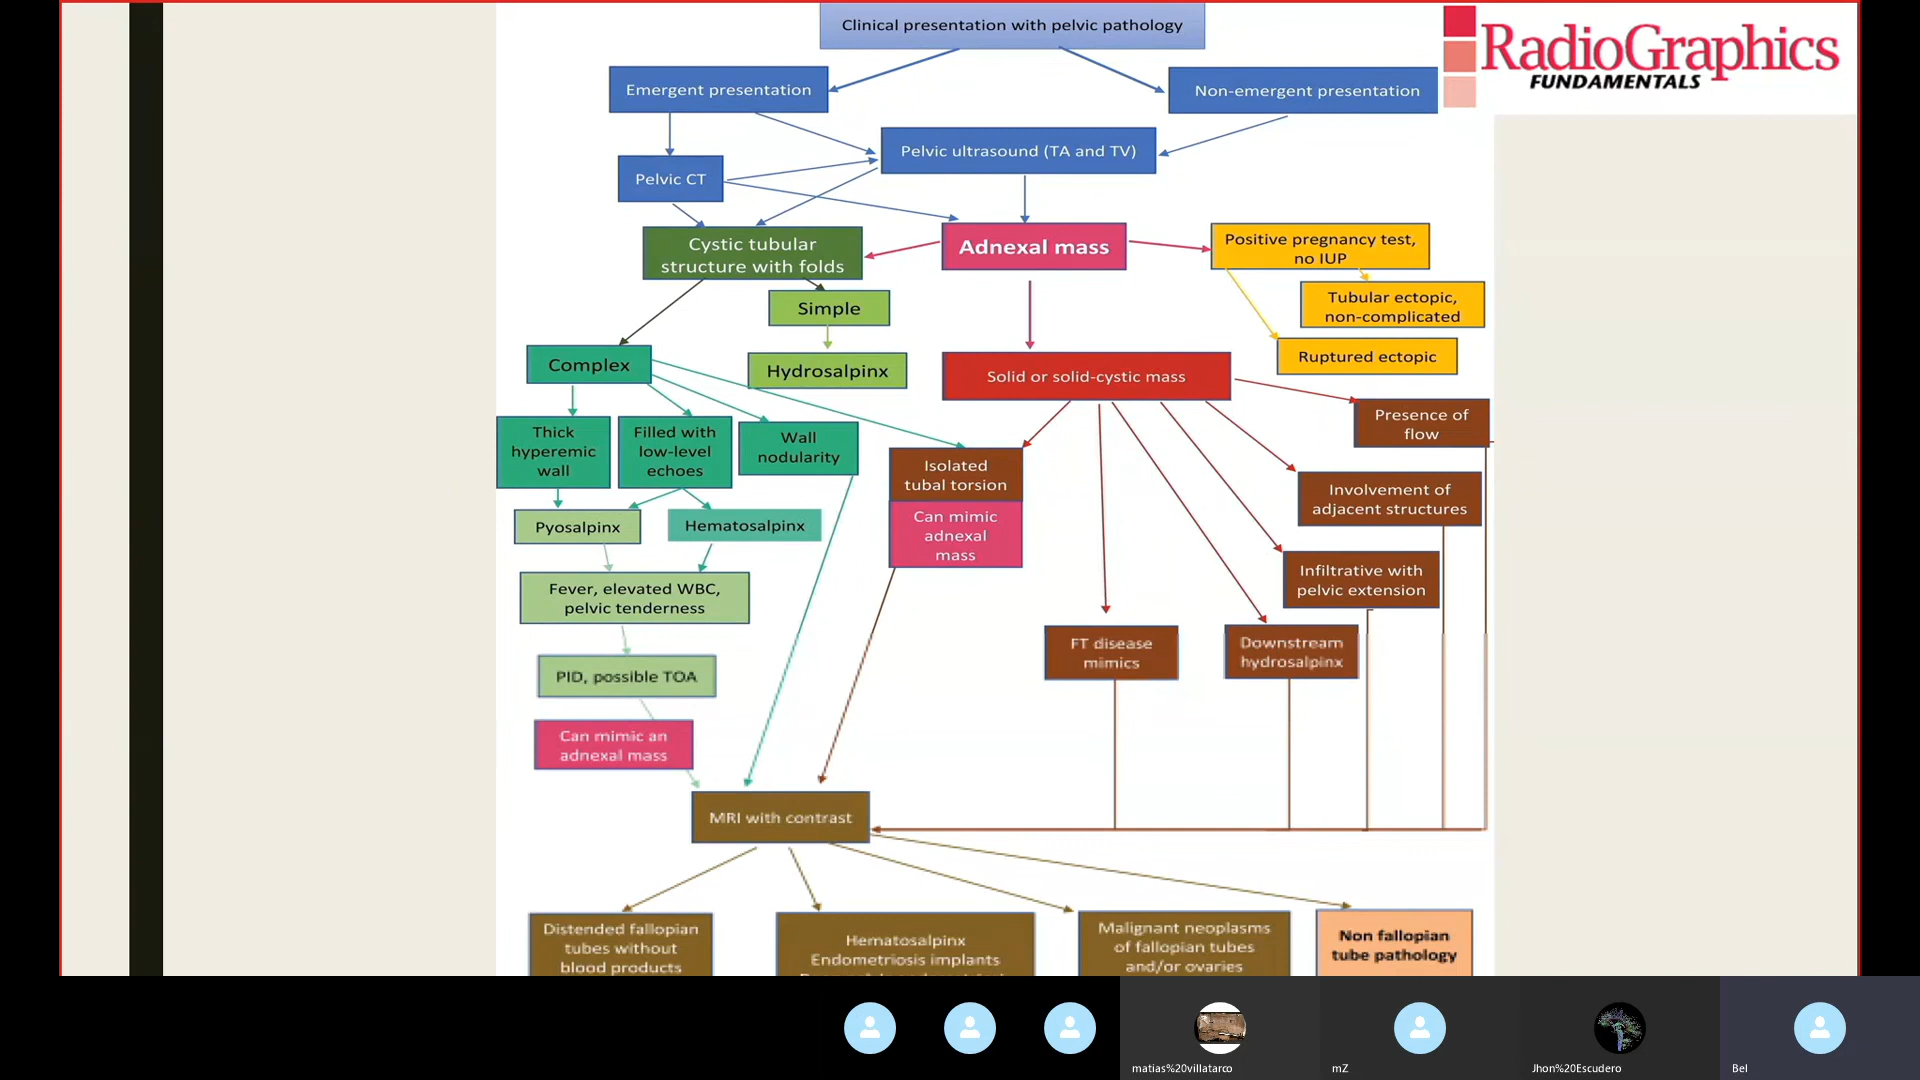 Clinical presentation with pelvic pathology
RadioGraphics
FUNDAMENTALS
Emergent presentation
Non-emergent presentation
Pelvic ultrasound (TA and TV)
Pelvic CT
Cystic tubular
structure with folds
Adnexal mass
Positive pregnancy test,
no IUP
Simple
Tubular ectopic,
non-complicated
Ruptured ectopic
Complex
Hydrosalpinx
Solid or solid-cystic mass
Presence of
flow
Thick
hyperemic
wall
Filled with
low-level
echoes
Wall
nodularity
Isolated
tubal torsion
Can mimic
adnexal
mass
Involvement of
adjacent structures
Pyosalpinx
Hematosalpinx
Infiltrative with
pelvic extension
Fever, elevated WBC,
pelvic tenderness
FT disease
mimics
Downstream
hydrosalpinx
PID, possible TOA
Can mimic an
adnexal mass
MRI with contrast
Distended fallopian
tubes without
blood products
Hematosalpinx
Endometriosis implants
Malignant neoplasms
of fallopian tubes
and/or ovaries
Non fallopian
tube pathology
matias%20villatarco
mZ
Jhon%20Escudero
Bel